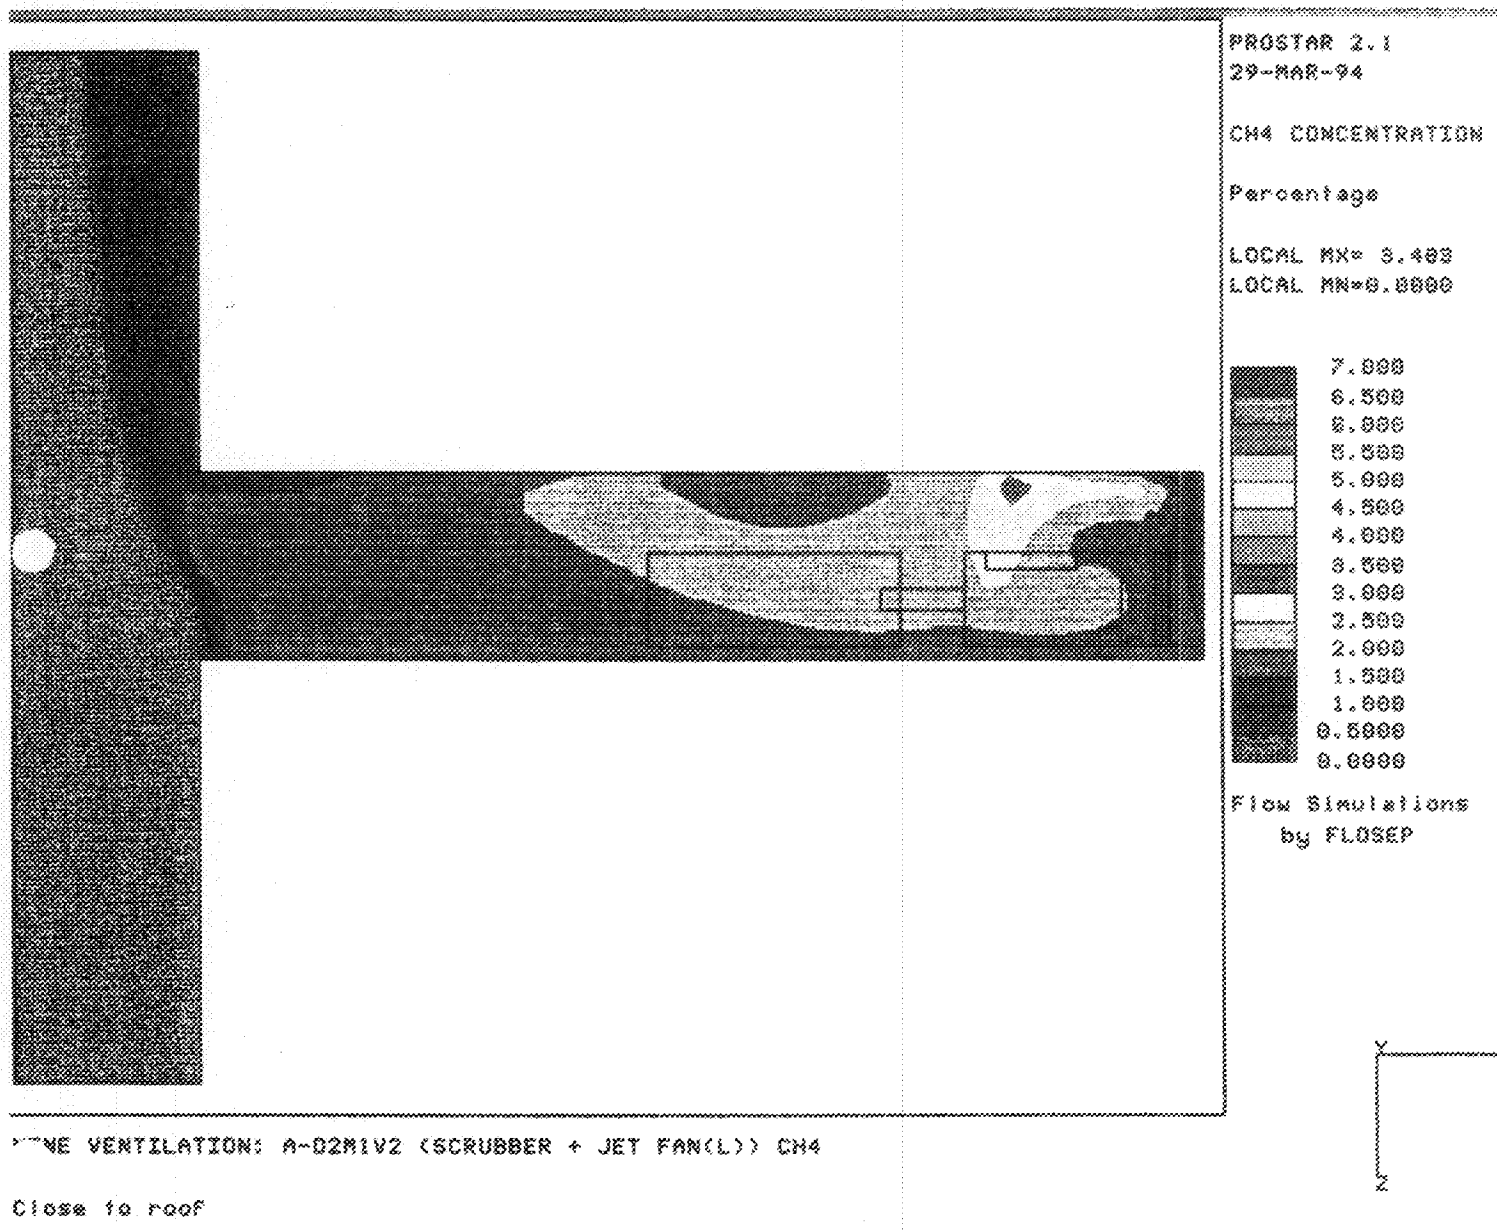 PROSTAR 2.1
29-MAR-94
CH4 CONCENTRATION
Percentage
LOCAL MX= 3.403
LOCAL MN=0.0000
7.000
6.500
6.000
5.500
5.000
4.500
4.000
3.500
3.000
2.500
2.000
1.500
1.000
0.5000
0.0000
Flow Simulations
by FLOSEP
Y
Z
VENTILATION: A-02M1V2 (SCRUBBER + JET FAN(L)) CH4
Close to roof